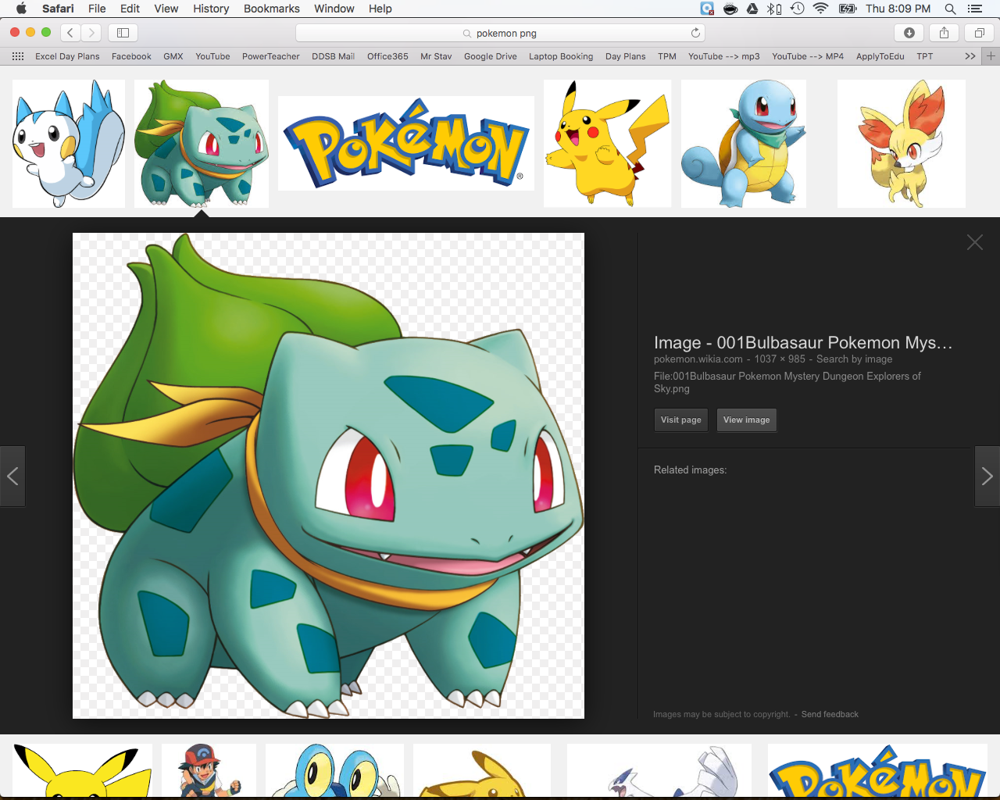 Safari File Edit View History Bookmarks Window Help Thu 8:09 PM
pokemon png
Excel Day Plans Facebook GMX YouTube PowerTeacher DDSB Mail Office365 Mr Stav Google Drive Laptop Booking Day Plans TPM YouTube --> mp3 YouTube --> MP4 ApplyToEdu TPT >> +
POKéMON ®
Image - 001Bulbasaur Pokemon Mys...
pokemon.wikia.com - 1037 × 985 - Search by image
File:001Bulbasaur Pokemon Mystery Dungeon Explorers of
Sky.png
Visit page View image
Related images:
Images may be subject to copyright. - Send feedback
POKéMON